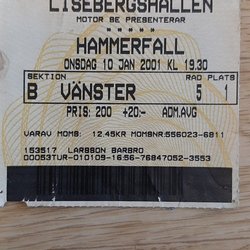 LISEBERGSHALLEN
MOTOR BE PRESENTERAR
* * * * *
HAMMERFALL
ONSDAG 10 JAN 2001 KL 19.30
SEKTION RAD PLATS
B VÄNSTER 5 1
PRIS: 200 +20:- ADM.AVG
VARAV MOMS: 12.45KR MOMSNR:556023-6811
153517 LARSSON BARBRO
00053TUR-010109-16:56-76847052-3553